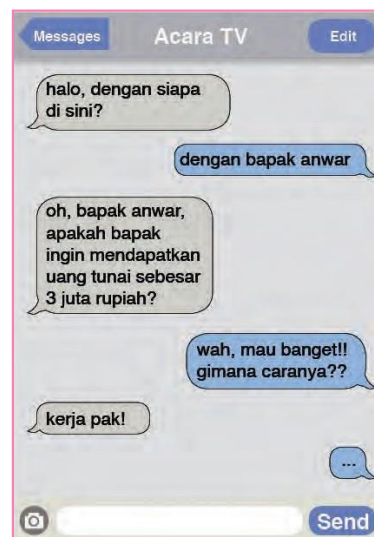 Messages
Acara TV
Edit
halo, dengan siapa
di sini?
dengan bapak anwar
oh, bapak anwar,
apakah bapak
ingin mendapatkan
uang tunai sebesar
3 juta rupiah?
wah, mau banget!!
gimana caranya??
kerja pak!
...
Send